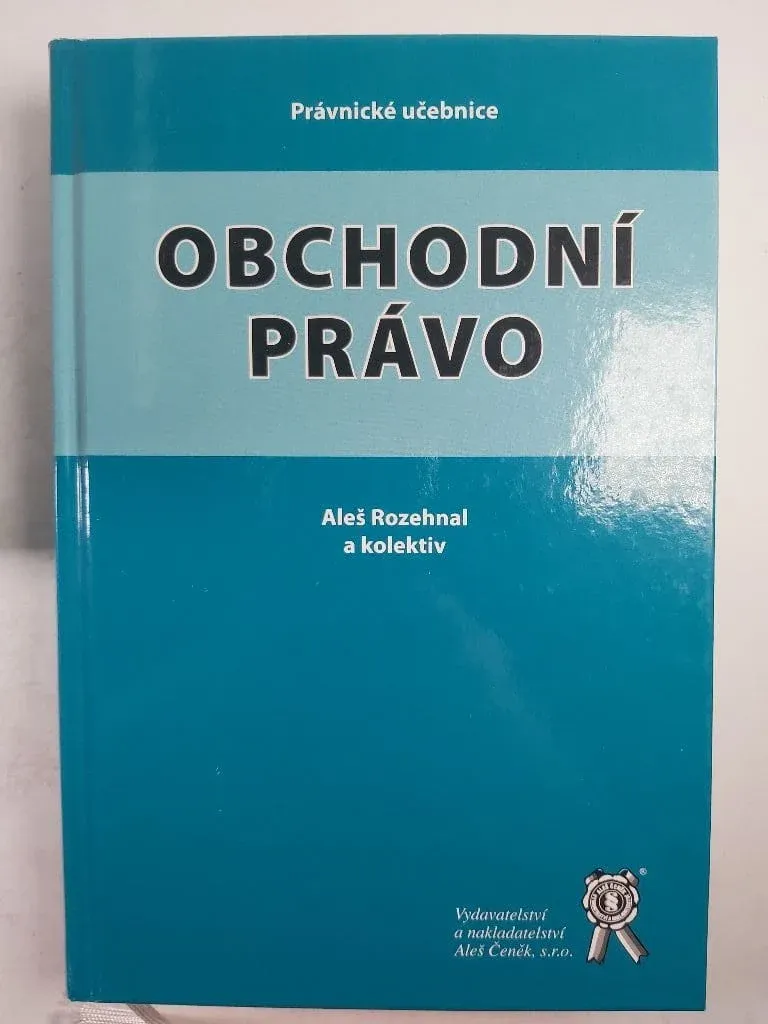 Právnické učebnice
OBCHODNÍ
PRÁVO
Aleš Rozehnal
a kolektiv
Vydavatelství
a nakladatelství
Aleš Čeněk, s.r.o.
®
§